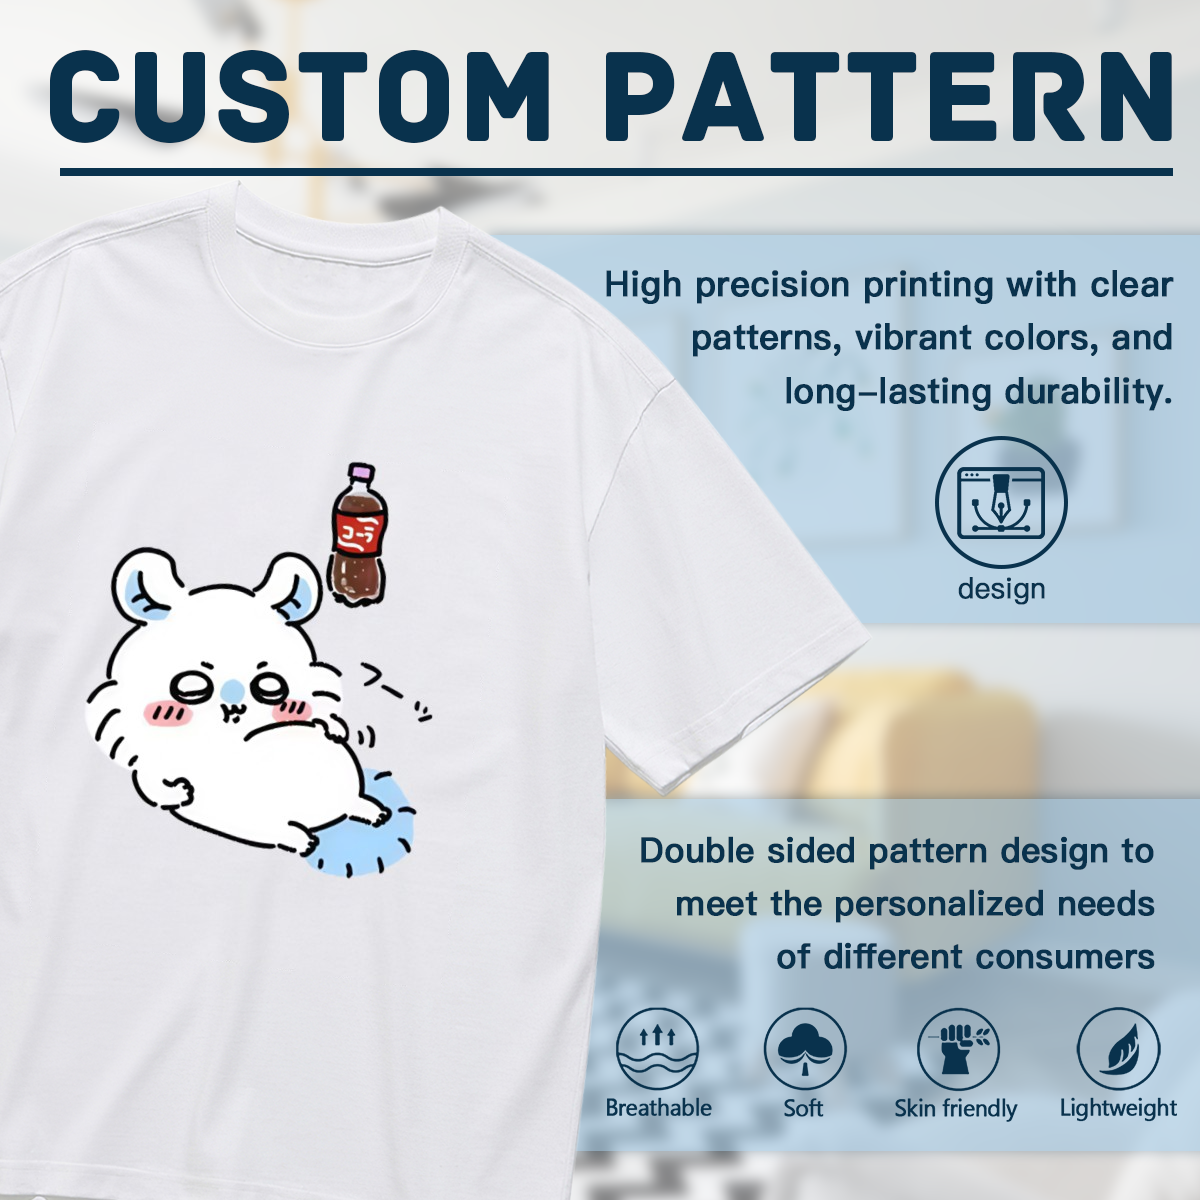 CUSTOM PATTERN
High precision printing with clear
patterns, vibrant colors, and
long–lasting durability.
design
コーラ
フーッ
Double sided pattern design to
meet the personalized needs
of different consumers
Breathable
Soft
Skin friendly
Lightweight